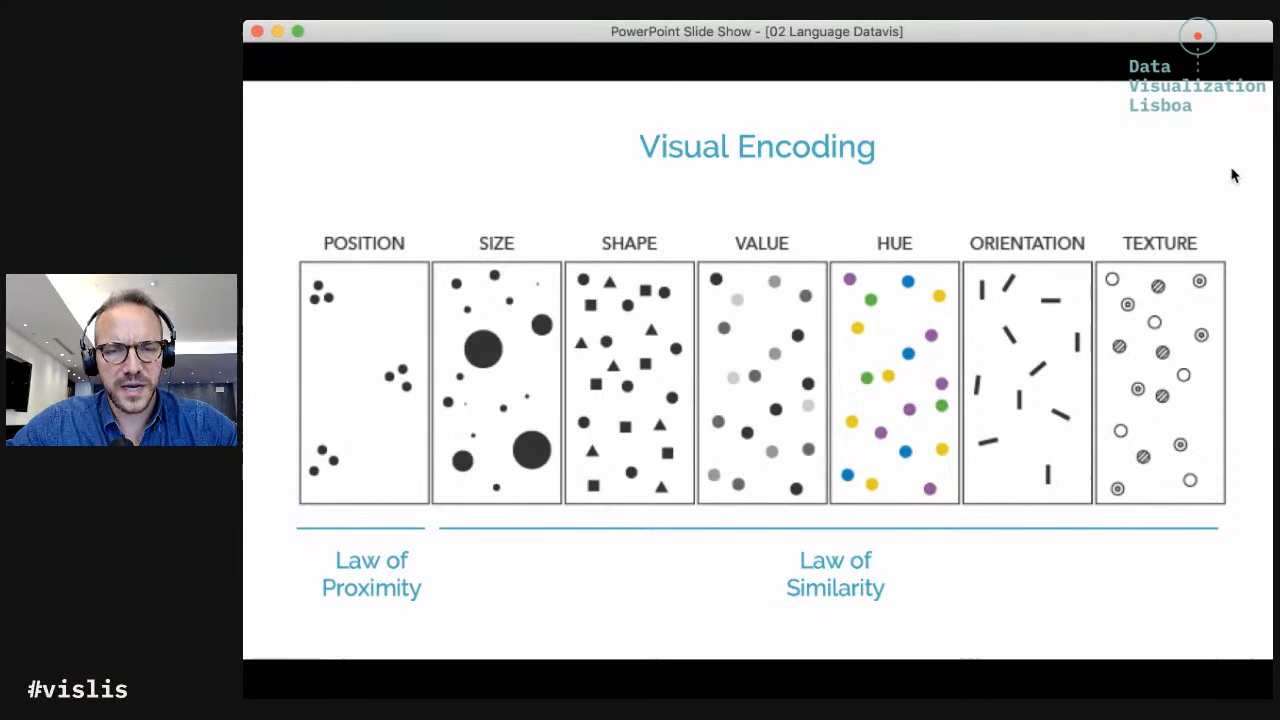 PowerPoint Slide Show - [02 Language Datavis]
Data
Visualization
Lisboa
Visual Encoding
POSITION
SIZE
SHAPE
VALUE
HUE
ORIENTATION
TEXTURE
Law of
Proximity
Law of
Similarity
#vislis